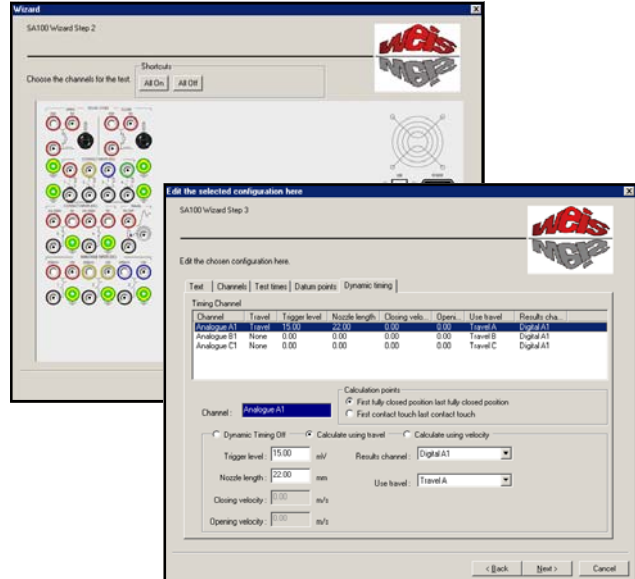 Wizard
SA100 Wizard Step 2
Shortcuts
Choose the channels for the test.
All On
All Off
weis
Edit the selected configuration here
SA100 Wizard Step 3
weis
Edit the chosen configuration here.
Text Channels Test times Datum points Dynamic timing
Timing Channel
Channel Travel Trigger level Nozzle length Closing velo... Openi... Use travel Results cha...
Analogue A1 Travel 15.00 22.00 0.00 0.00 Travel A Digital A1
Analogue B1 None 0.00 0.00 0.00 0.00 Travel B Digital A1
Analogue C1 None 0.00 0.00 0.00 0.00 Travel C Digital A1
Calculation points
First fully closed position last fully closed position
First contact touch last contact touch
Channel : Analogue A1
Dynamic Timing Off Calculate using travel Calculate using velocity
Trigger level : 15.00 mV Results channel : Digital A1
Nozzle length : 22.00 mm Use travel : Travel A
Closing velocity : 0.00 m/s
Opening velocity : 0.00 m/s
< Back Next > Cancel